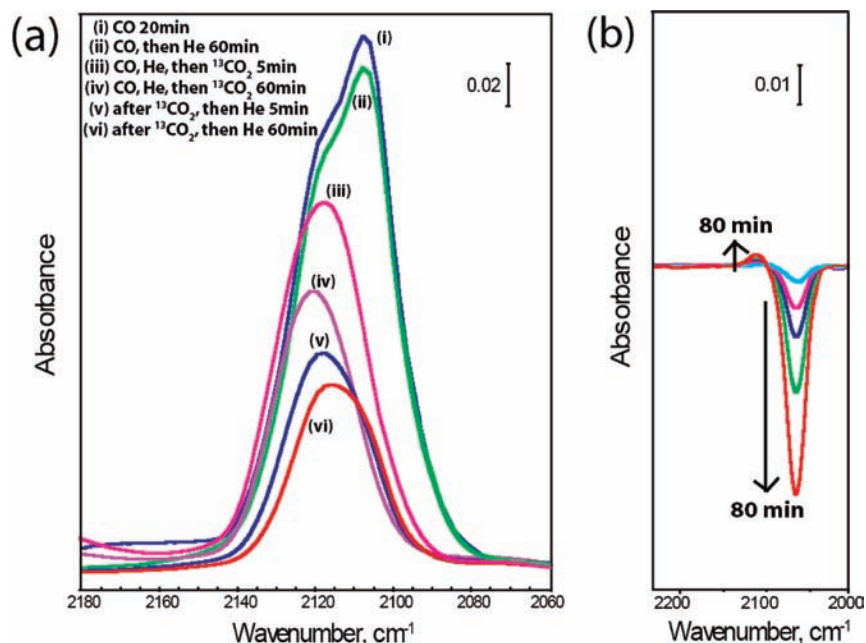 (a)
(i) CO 20min
(ii) CO, then He 60min
(iii) CO, He, then ¹³CO₂ 5min
(iv) CO, He, then ¹³CO₂ 60min
(v) after ¹³CO₂, then He 5min
(vi) after ¹³CO₂, then He 60min
(i)
(ii)
(iii)
(iv)
(v)
(vi)
0.02
Absorbance
2180 2160 2140 2120 2100 2080 2060
Wavenumber, cm⁻¹
(b)
0.01
80 min
80 min
Absorbance
2200 2100 2000
Wavenumber, cm⁻¹